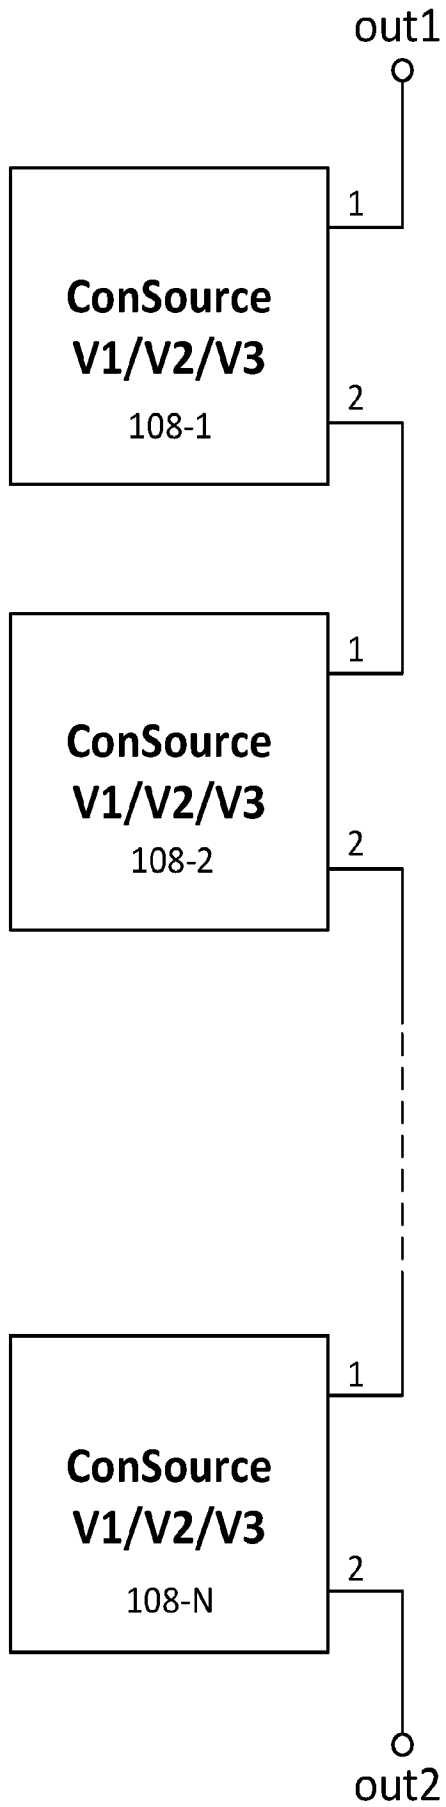 out1
1
ConSource
V1/V2/V3
2
108-1
1
ConSource
V1/V2/V3
2
108-2
1
ConSource
V1/V2/V3
2
108-N
out2